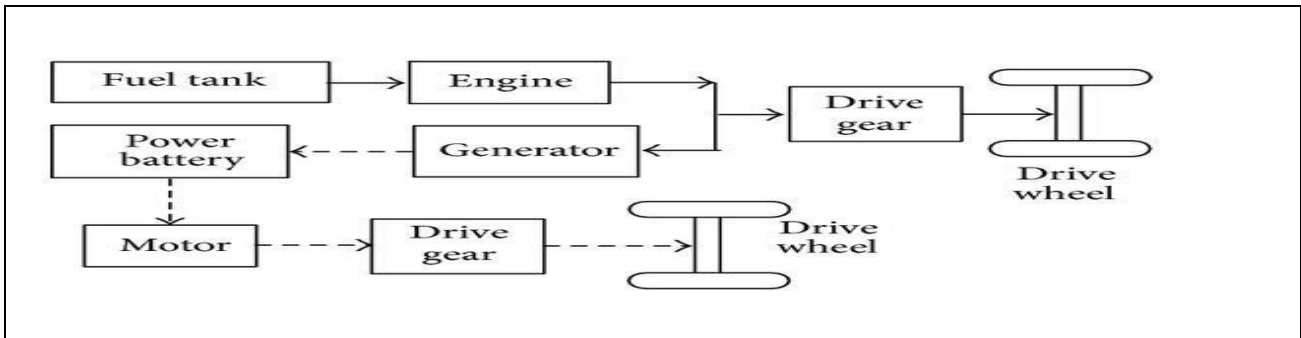 Fuel tank
Engine
Drive
gear
Drive
wheel
Power
battery
Generator
Motor
Drive
gear
Drive
wheel